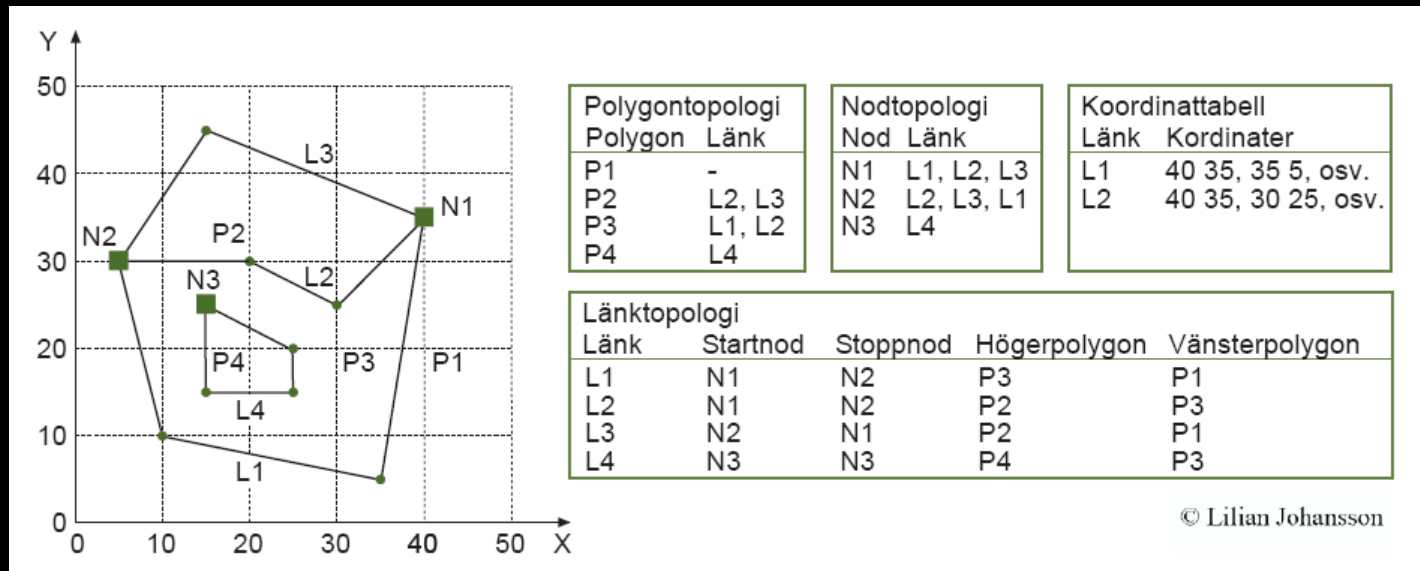 Y
50
40
30
20
10
0
0 10 20 30 40 50 X
L3
N1
N2
P2
L2
N3
P4
P3
P1
L4
L1
Polygontopologi
Polygon Länk
P1 -
P2 L2, L3
P3 L1, L2
P4 L4
Nodtopologi
Nod Länk
N1 L1, L2, L3
N2 L2, L3, L1
N3 L4
Koordinattabell
Länk Kordinater
L1 40 35, 35 5, osv.
L2 40 35, 30 25, osv.
Länktopologi
Länk Startnod Stoppnod Högerpolygon Vänsterpolygon
L1 N1 N2 P3 P1
L2 N1 N2 P2 P3
L3 N2 N1 P2 P1
L4 N3 N3 P4 P3
© Lilian Johansson